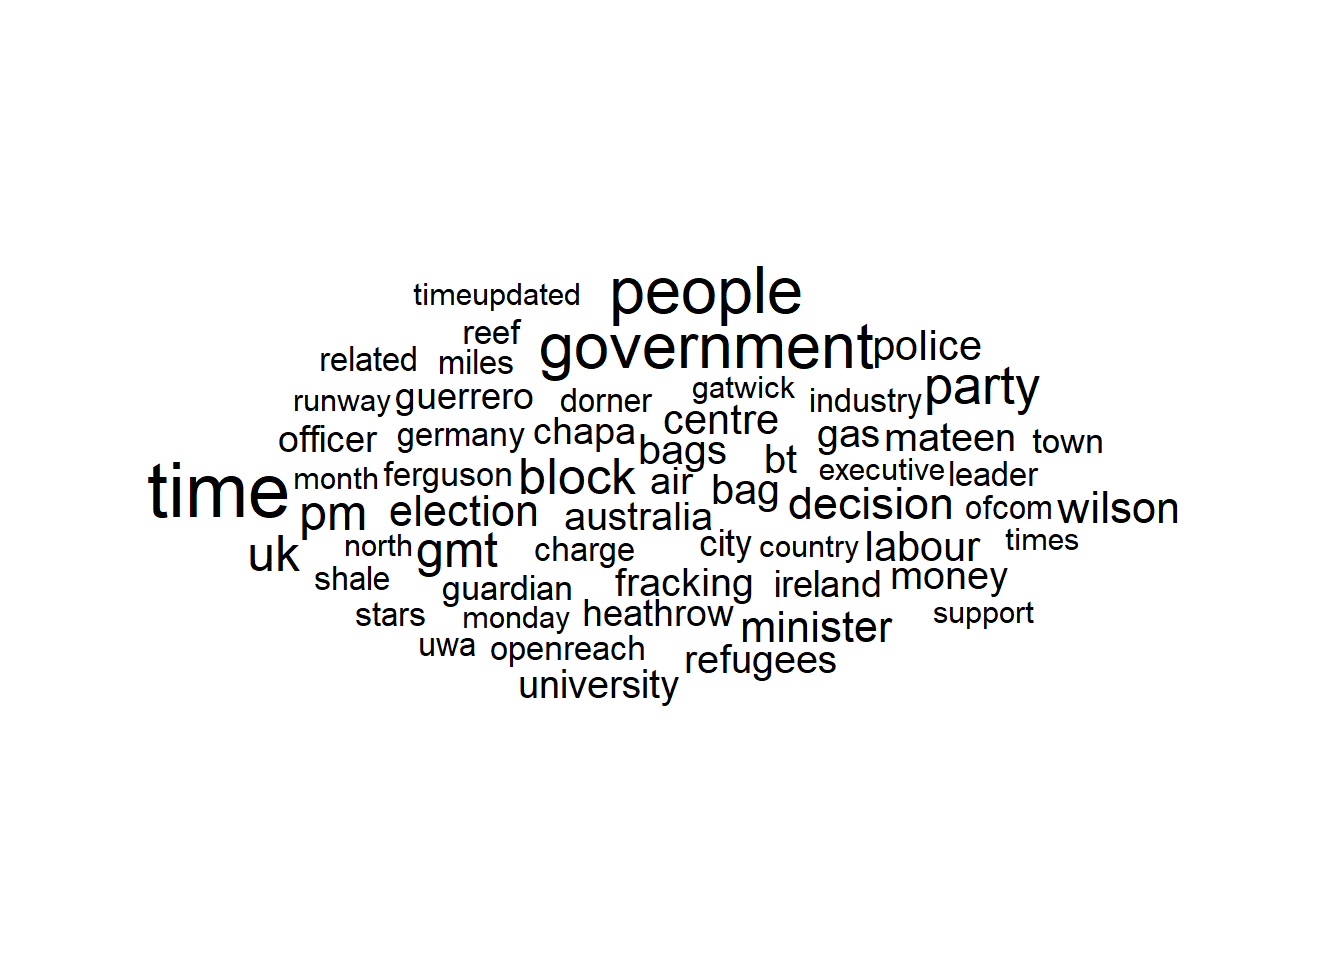 people
timeupdated
reef
government police
related miles
gatwick
runway guerrero dorner industry party
centre
officer germany chapa bags gas mateen town
bt
time month ferguson block air bag executive leader
pm election australia decision ofcom wilson
uk north gmt charge city country labour times
shale guardian fracking ireland money
stars monday heathrow minister support
uwa openreach refugees
university